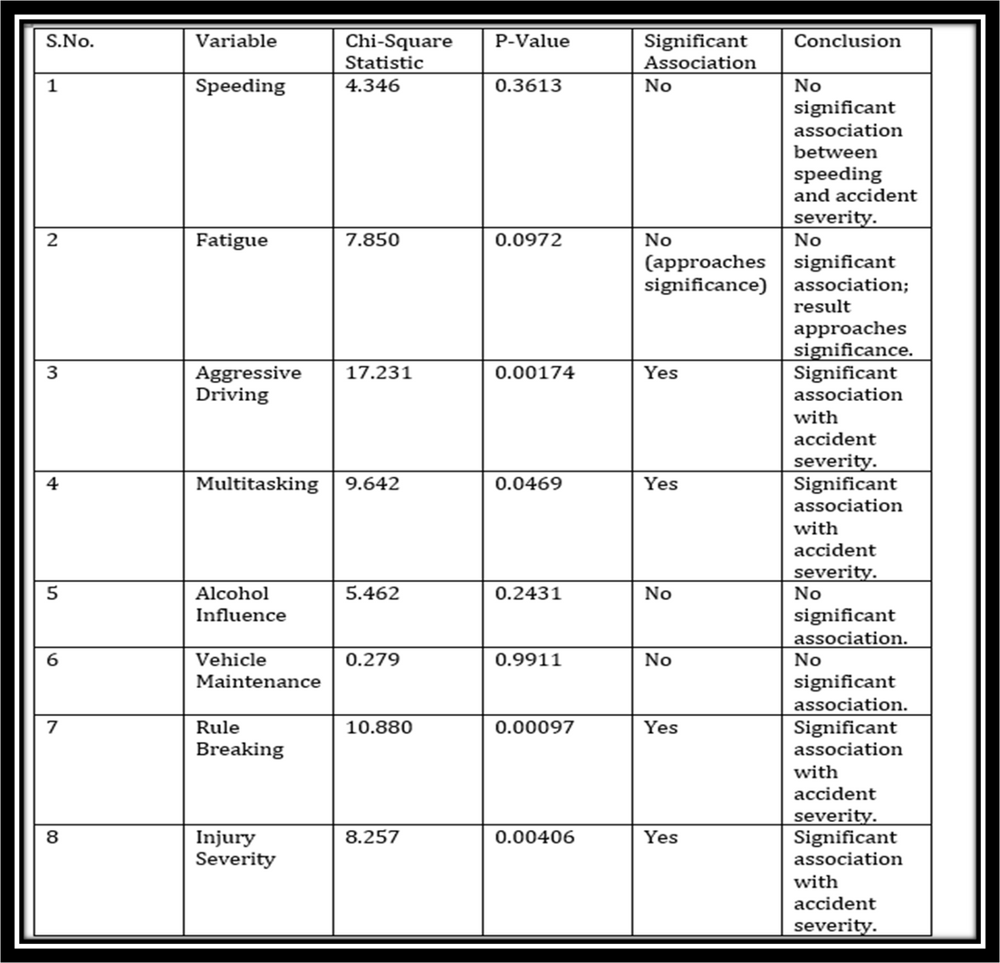 S.No.
Variable
Chi-Square
Statistic
P-Value
Significant
Association
Conclusion
1
Speeding
4.346
0.3613
No
No
significant
association
between
speeding
and accident
severity.
2
Fatigue
7.850
0.0972
No
(approaches
significance)
No
significant
association;
result
approaches
significance.
3
Aggressive
Driving
17.231
0.00174
Yes
Significant
association
with
accident
severity.
4
Multitasking
9.642
0.0469
Yes
Significant
association
with
accident
severity.
5
Alcohol
Influence
5.462
0.2431
No
No
significant
association.
6
Vehicle
Maintenance
0.279
0.9911
No
No
significant
association.
7
Rule
Breaking
10.880
0.00097
Yes
Significant
association
with
accident
severity.
8
Injury
Severity
8.257
0.00406
Yes
Significant
association
with
accident
severity.